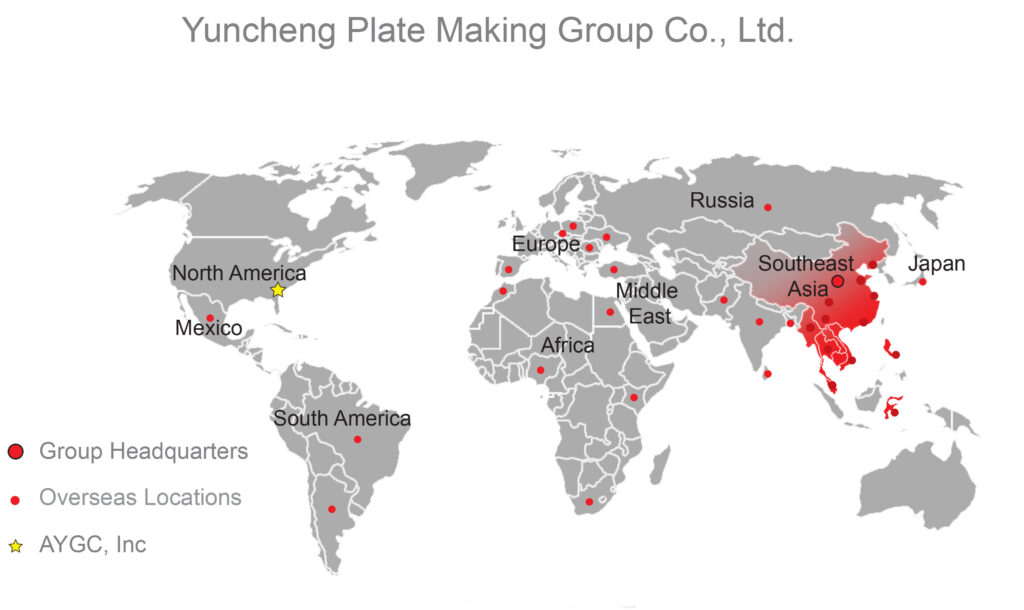 Yuncheng Plate Making Group Co., Ltd.
Russia
Europe
North America
Southeast
Asia
Japan
Middle
East
Mexico
Africa
South America
Group Headquarters
Overseas Locations
AYGC, Inc